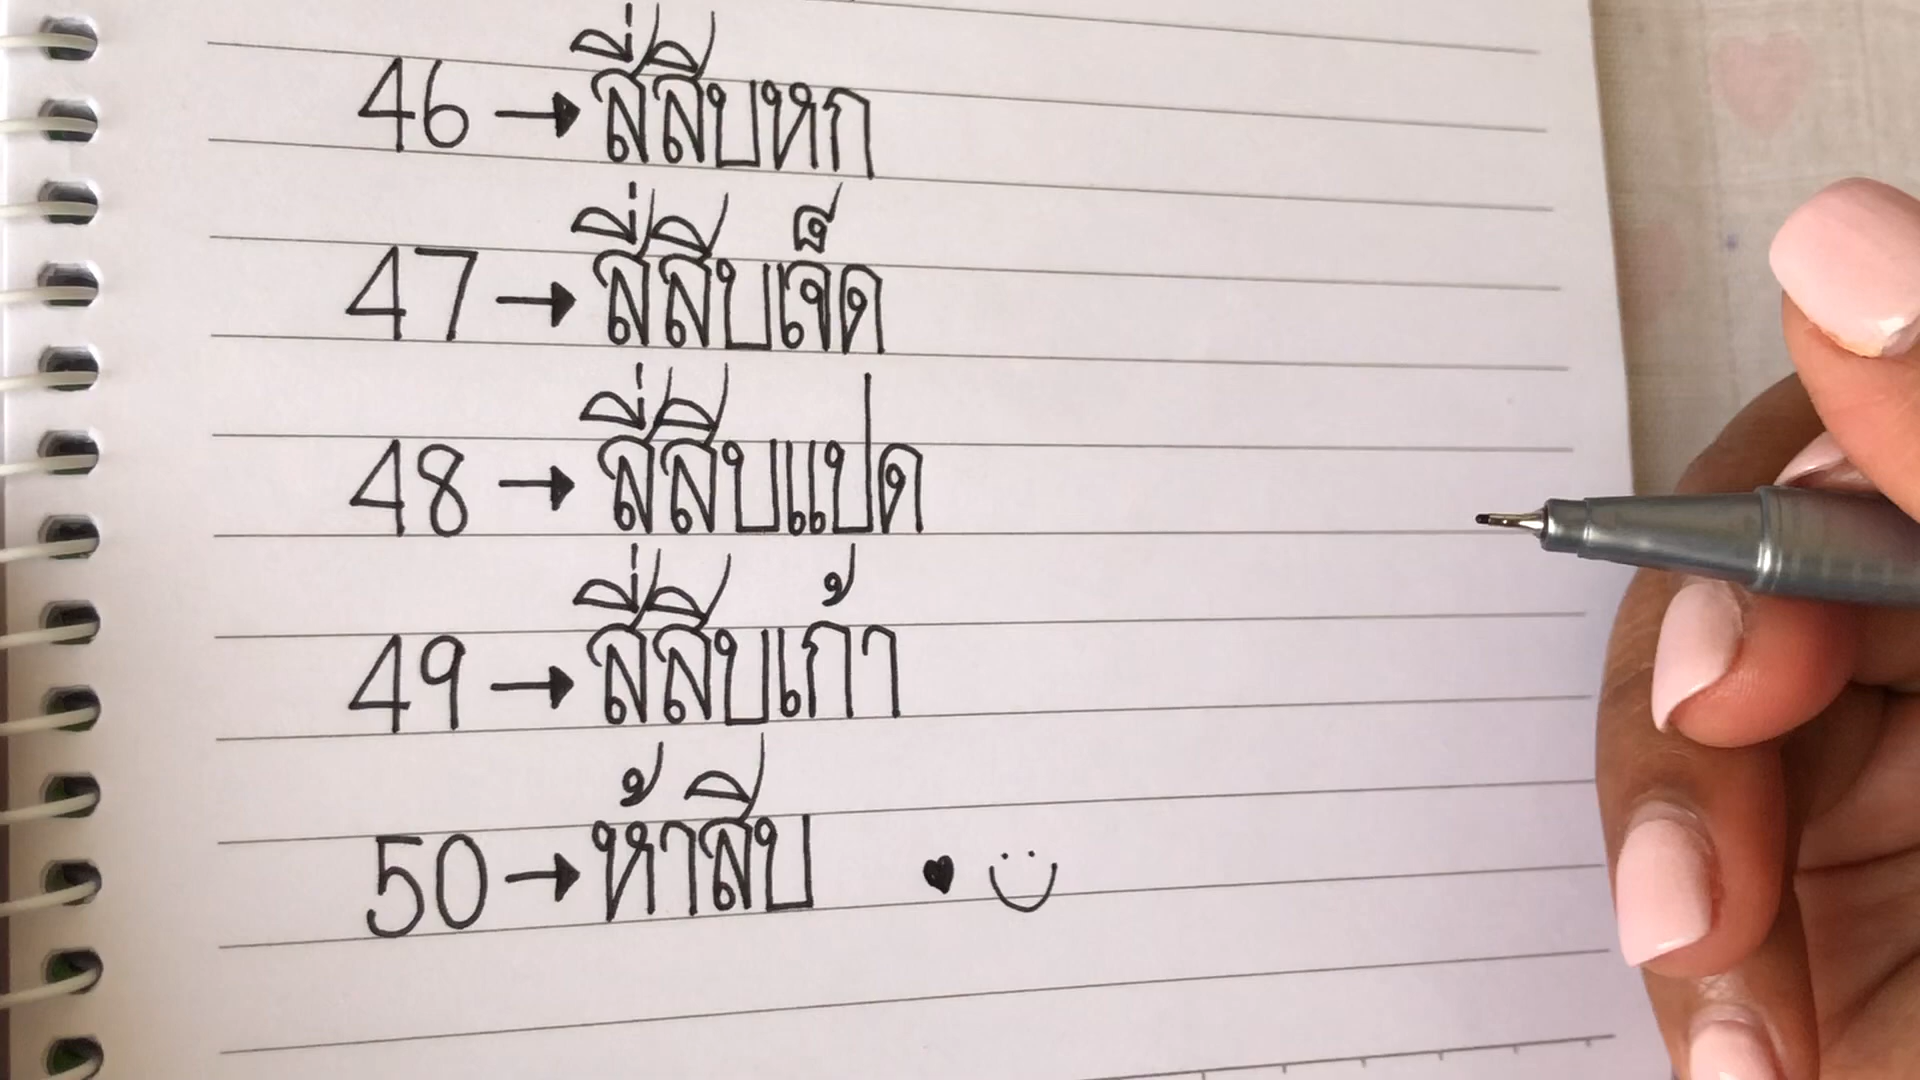 46 → สี่สิบหก
47 → สี่สิบเจ็ด
48 → สี่สิบแปด
49 → สี่สิบเก้า
50 → ห้าสิบ ♥ ☺